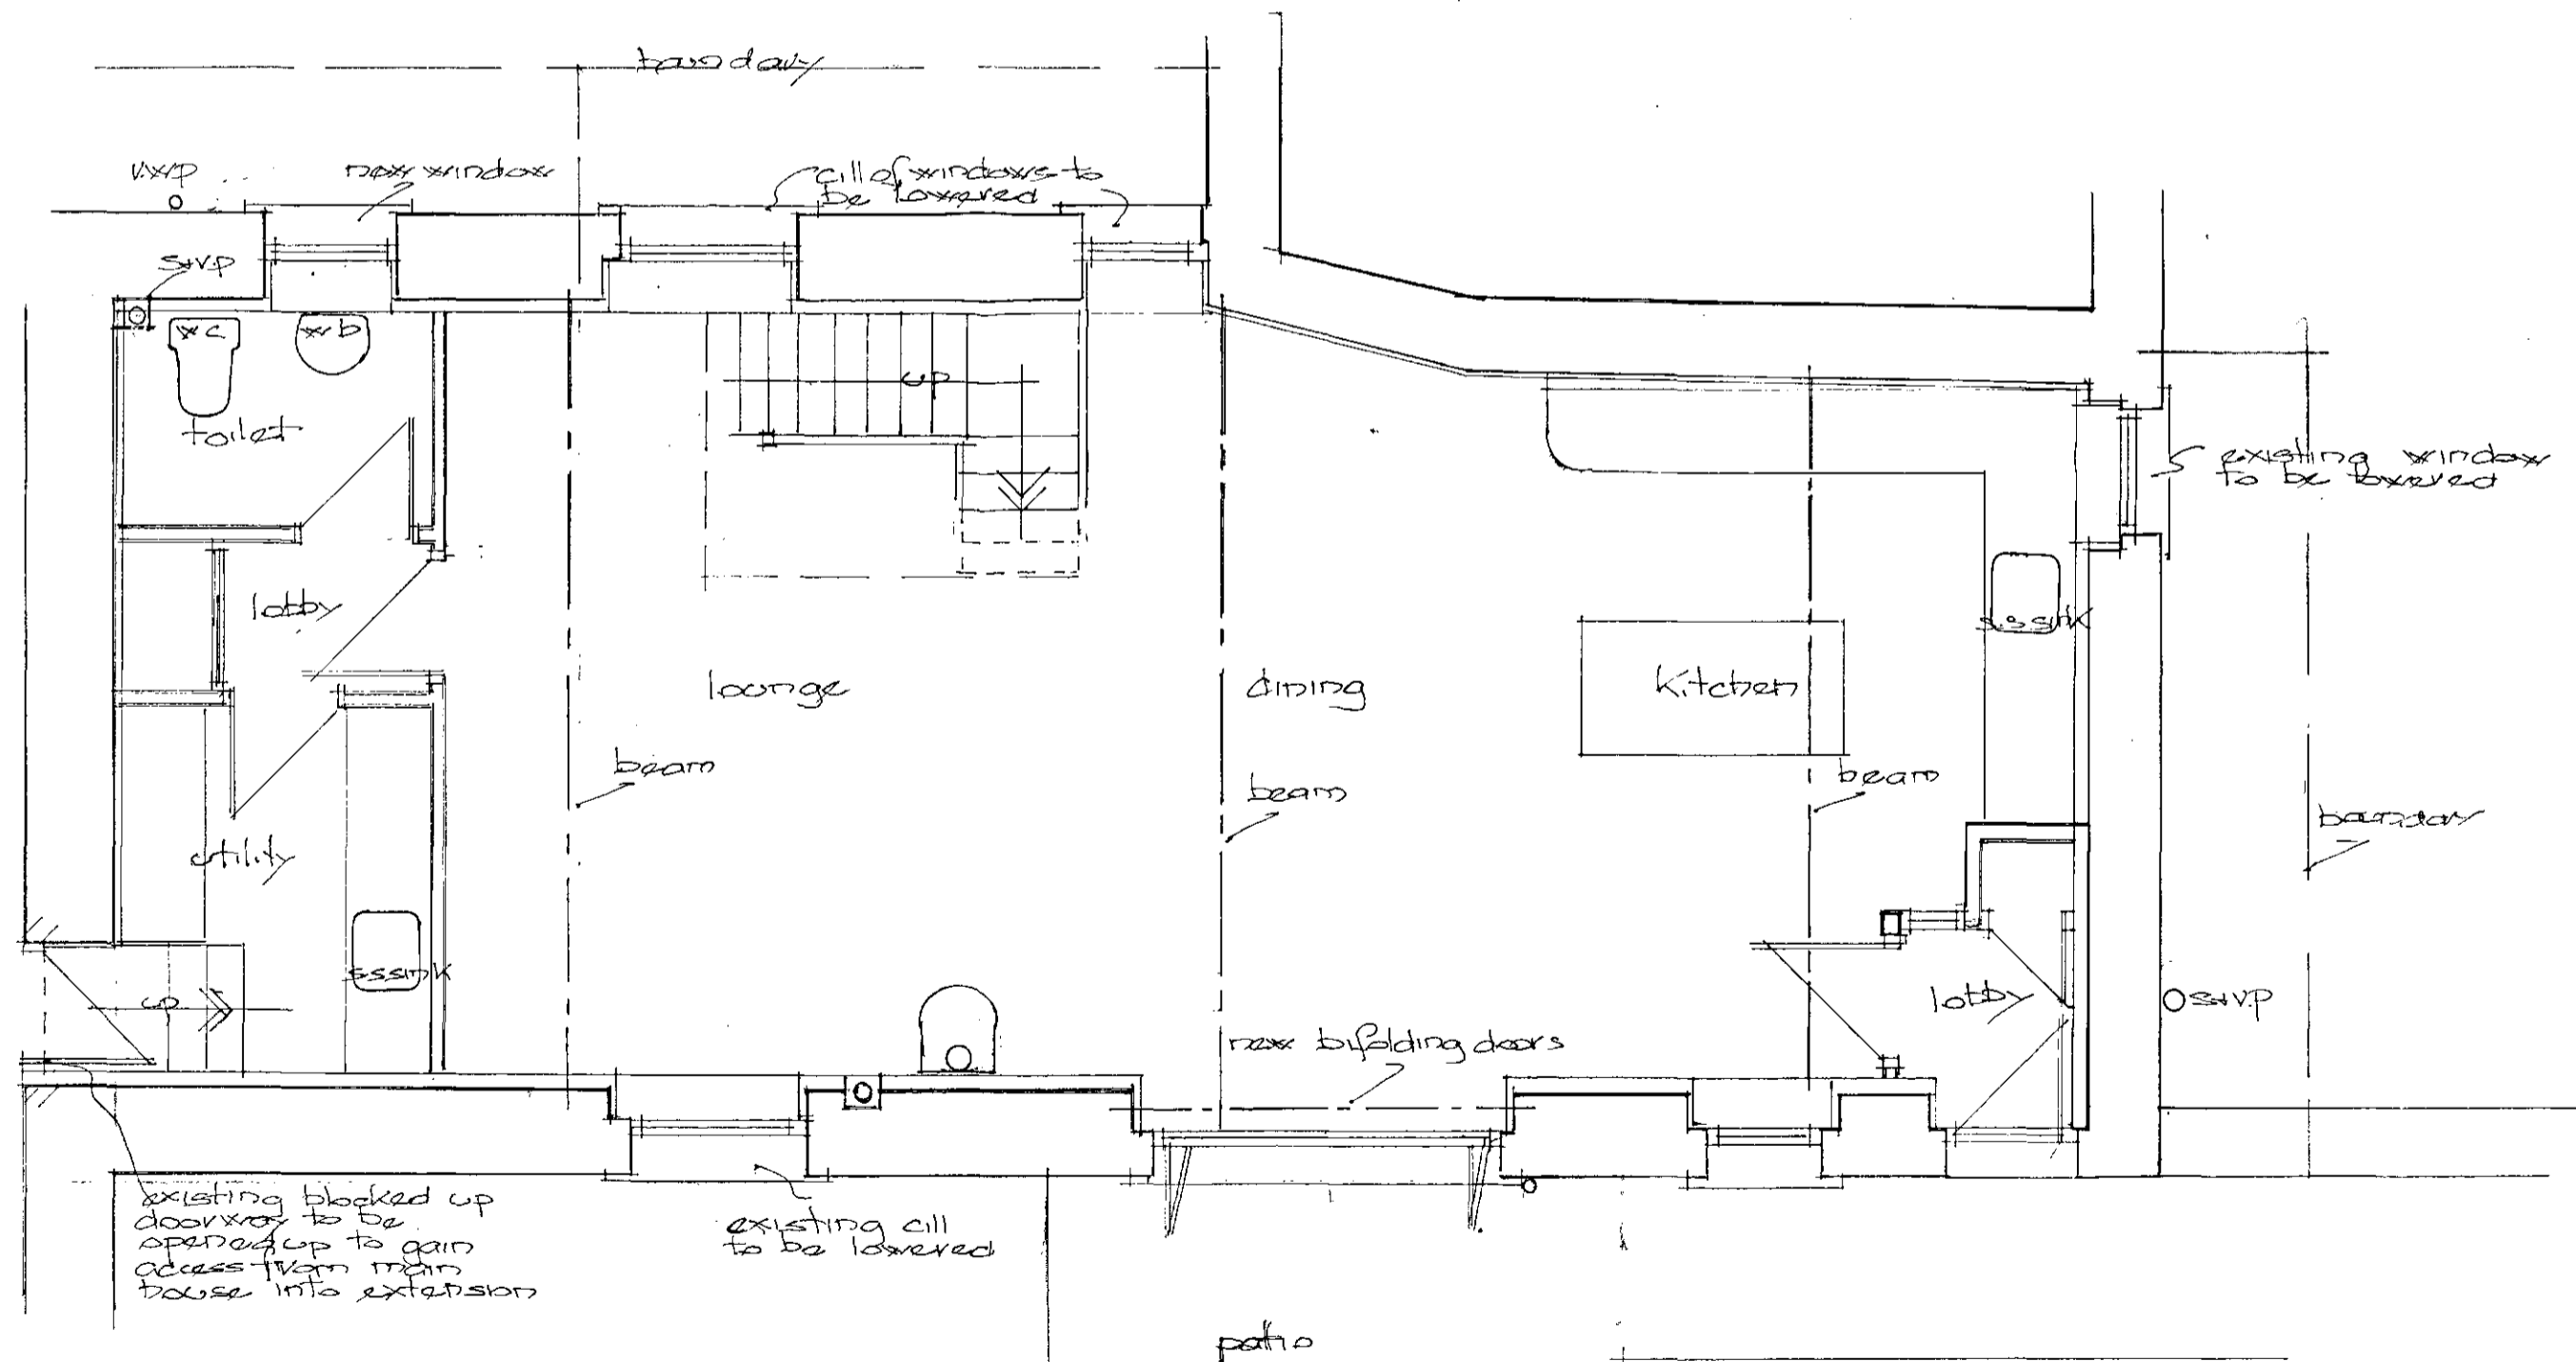 boundary
v.w.p
new window
cill of windows to
be lowered
s.v.p
wc
wb
up
toilet
existing window
to be lowered
lobby
s.s.sink
lounge
dining
Kitchen
beam
beam
beam
boundary
utility
s.s.sink
up
lobby
s.v.p
new bifolding doors
existing blocked up
doorway to be
opened up to gain
access from main
house into extension
existing cill
to be lowered
patio